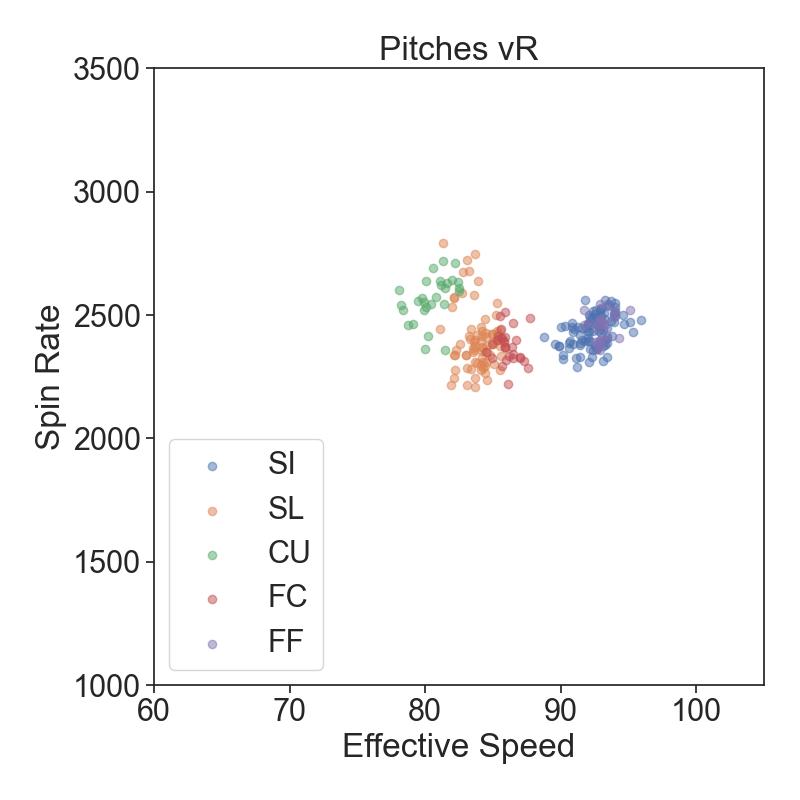 Pitches vR
3500
3000
2500
2000
1500
1000
Spin Rate
SI
SL
CU
FC
FF
60 70 80 90 100
Effective Speed